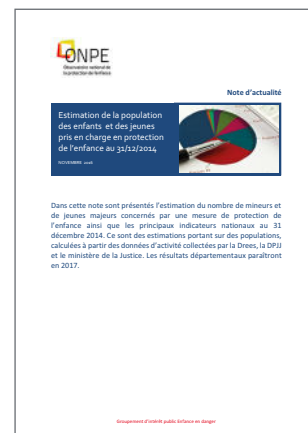 ONPE
Observatoire national de
la protection de l'enfance
Note d'actualité
Estimation de la population
des enfants et des jeunes
pris en charge en protection
de l'enfance au 31/12/2014
NOVEMBRE 2016
Dans cette note sont présentés l'estimation du nombre de mineurs et
de jeunes majeurs concernés par une mesure de protection de
l'enfance ainsi que les principaux indicateurs nationaux au 31
décembre 2014. Ce sont des estimations portant sur des populations,
calculées à partir des données d'activité collectées par la Drees, la DPJJ
et le ministère de la Justice. Les résultats départementaux paraîtront
en 2017.
Groupement d'intérêt public Enfance en danger